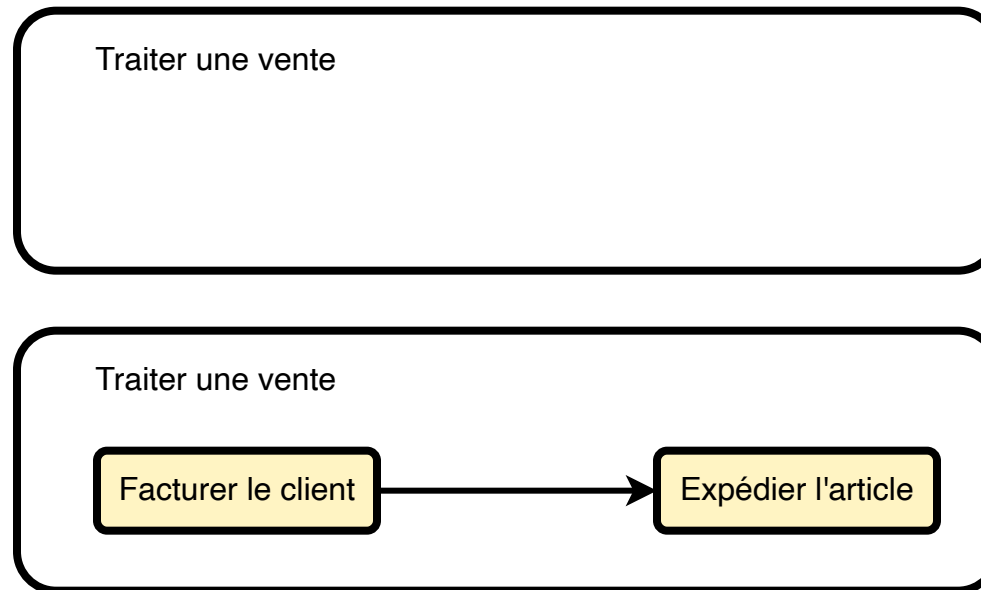 Traiter une vente
Traiter une vente
Facturer le client
Expédier l'article